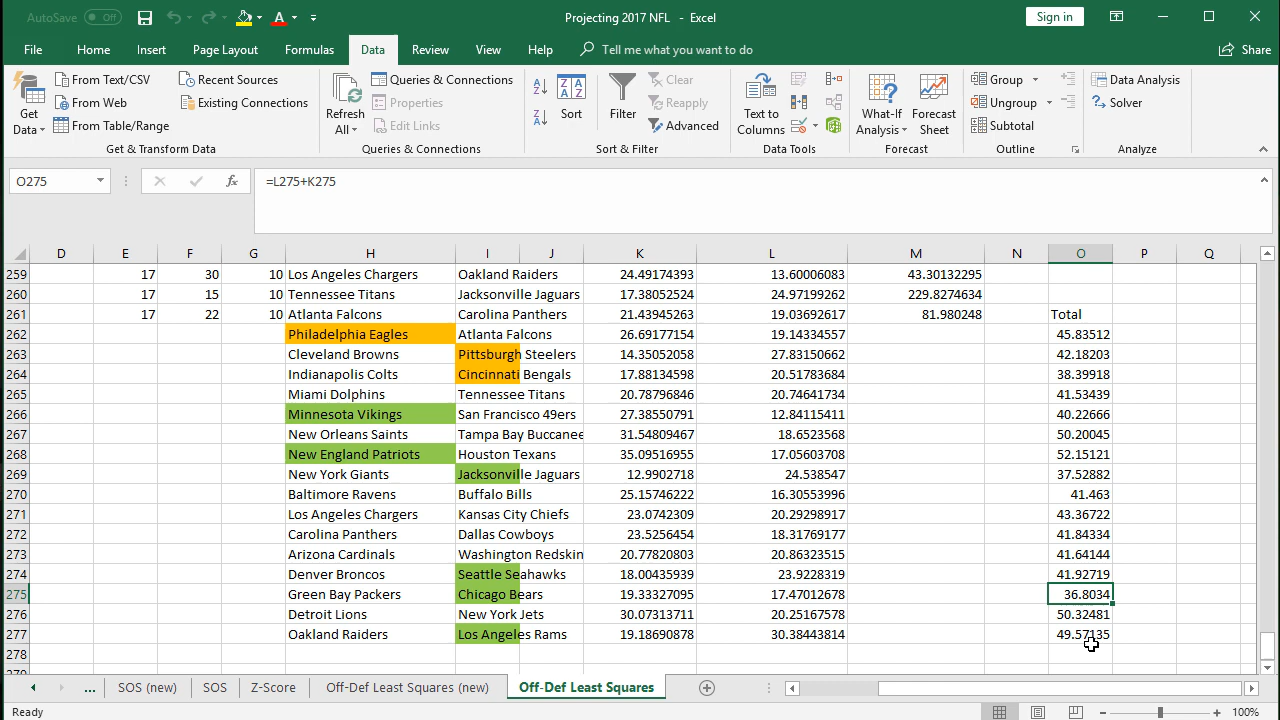 AutoSave Off Projecting 2017 NFL - Excel Sign in
File Home Insert Page Layout Formulas Data Review View Help Tell me what you want to do Share
Get Data From Text/CSV Recent Sources Refresh All Queries & Connections Sort Filter Clear Text to Columns What-If Analysis Forecast Sheet Group Data Analysis
From Web Existing Connections Properties Reapply Ungroup Solver
From Table/Range Edit Links Advanced Subtotal
Get & Transform Data Queries & Connections Sort & Filter Data Tools Forecast Outline Analyze
O275 fx =L275+K275
D E F G H I J K L M N O P Q
259 17 30 10 Los Angeles Chargers Oakland Raiders 24.49174393 13.60006083 43.30132295
260 17 15 10 Tennessee Titans Jacksonville Jaguars 17.38052524 24.97199262 229.8274634
261 17 22 10 Atlanta Falcons Carolina Panthers 21.43945263 19.03692617 81.980248 Total
262 Philadelphia Eagles Atlanta Falcons 26.69177154 19.14334557 45.83512
263 Cleveland Browns Pittsburgh Steelers 14.35052058 27.83150662 42.18203
264 Indianapolis Colts Cincinnati Bengals 17.88134598 20.51783684 38.39918
265 Miami Dolphins Tennessee Titans 20.78796846 20.74641734 41.53439
266 Minnesota Vikings San Francisco 49ers 27.38550791 12.84115411 40.22666
267 New Orleans Saints Tampa Bay Buccanee 31.54809467 18.6523568 50.20045
268 New England Patriots Houston Texans 35.09516955 17.05603708 52.15121
269 New York Giants Jacksonville Jaguars 12.9902718 24.538547 37.52882
270 Baltimore Ravens Buffalo Bills 25.15746222 16.30553996 41.463
271 Los Angeles Chargers Kansas City Chiefs 23.0742309 20.29298917 43.36722
272 Carolina Panthers Dallas Cowboys 23.5256454 18.31769177 41.84334
273 Arizona Cardinals Washington Redskin 20.77820803 20.86323515 41.64144
274 Denver Broncos Seattle Seahawks 18.00435939 23.9228319 41.92719
275 Green Bay Packers Chicago Bears 19.33327095 17.47012678 36.8034
276 Detroit Lions New York Jets 30.07313711 20.25167578 50.32481
277 Oakland Raiders Los Angeles Rams 19.18690878 30.38443814 49.57135
278
... SOS (new) SOS Z-Score Off-Def Least Squares (new) Off-Def Least Squares
Ready 100%